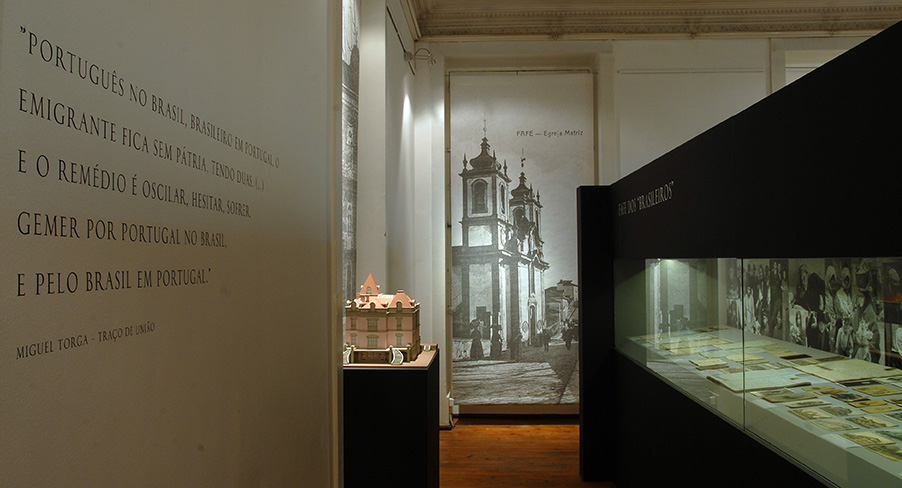 "PORTUGUÊS NO BRASIL, BRASILEIRO EM PORTUGAL, O
EMIGRANTE FICA SEM PÁTRIA, TENDO DUAS. (...)
E O REMÉDIO É OSCILAR, HESITAR, SOFRER,
GEMER POR PORTUGAL NO BRASIL,
E PELO BRASIL EM PORTUGAL."
MIGUEL TORGA - TRAÇO DE UNIÃO
FAFE — Egreja Matriz
FAFE DOS "BRASILEIROS"